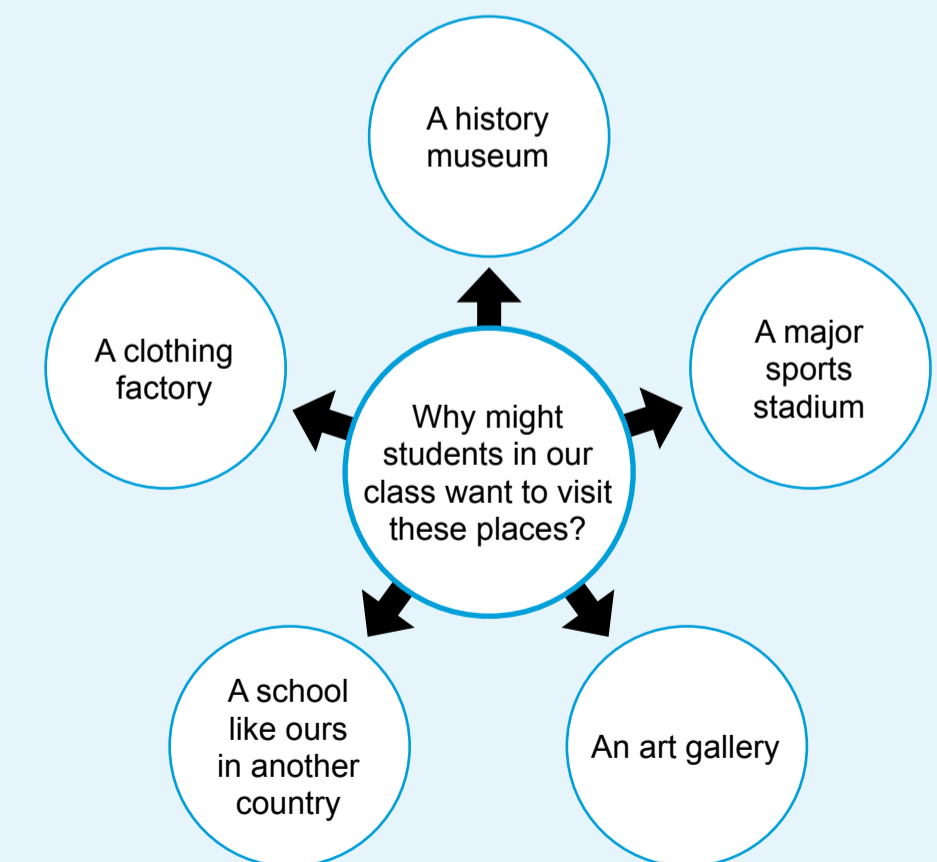 A history
museum
A clothing
factory
A major
sports
stadium
Why might
students in our
class want to visit
these places?
A school
like ours
in another
country
An art gallery